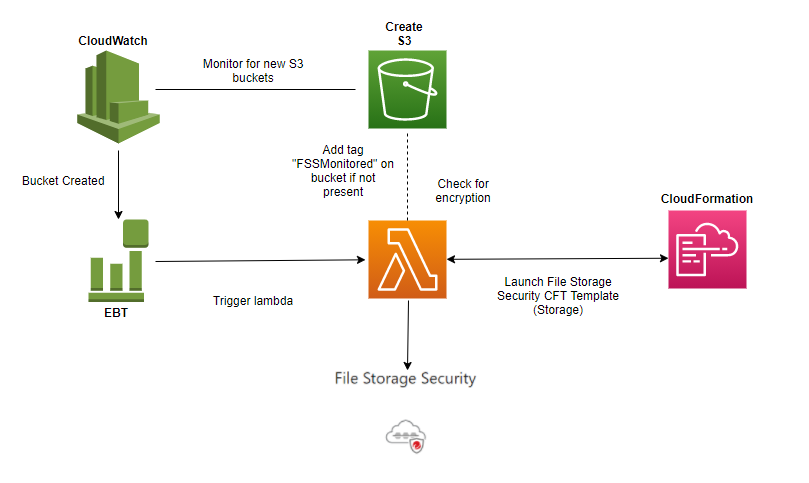 CloudWatch
Create
S3
Monitor for new S3
buckets
Add tag
"FSSMonitored" on
bucket if not
present
Bucket Created
Check for
encryption
CloudFormation
Launch File Storage
Security CFT Template
(Storage)
Trigger lambda
EBT
File Storage Security